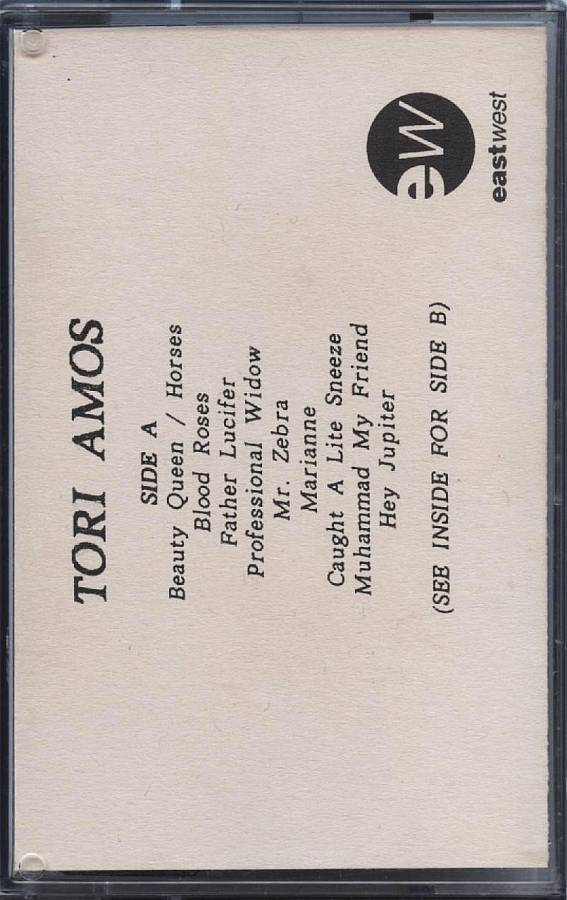 TORI AMOS
SIDE A
Beauty Queen / Horses
Blood Roses
Father Lucifer
Professional Widow
Mr. Zebra
Marianne
Caught A Lite Sneeze
Muhammad My Friend
Hey Jupiter
(SEE INSIDE FOR SIDE B)
ew
eastwest